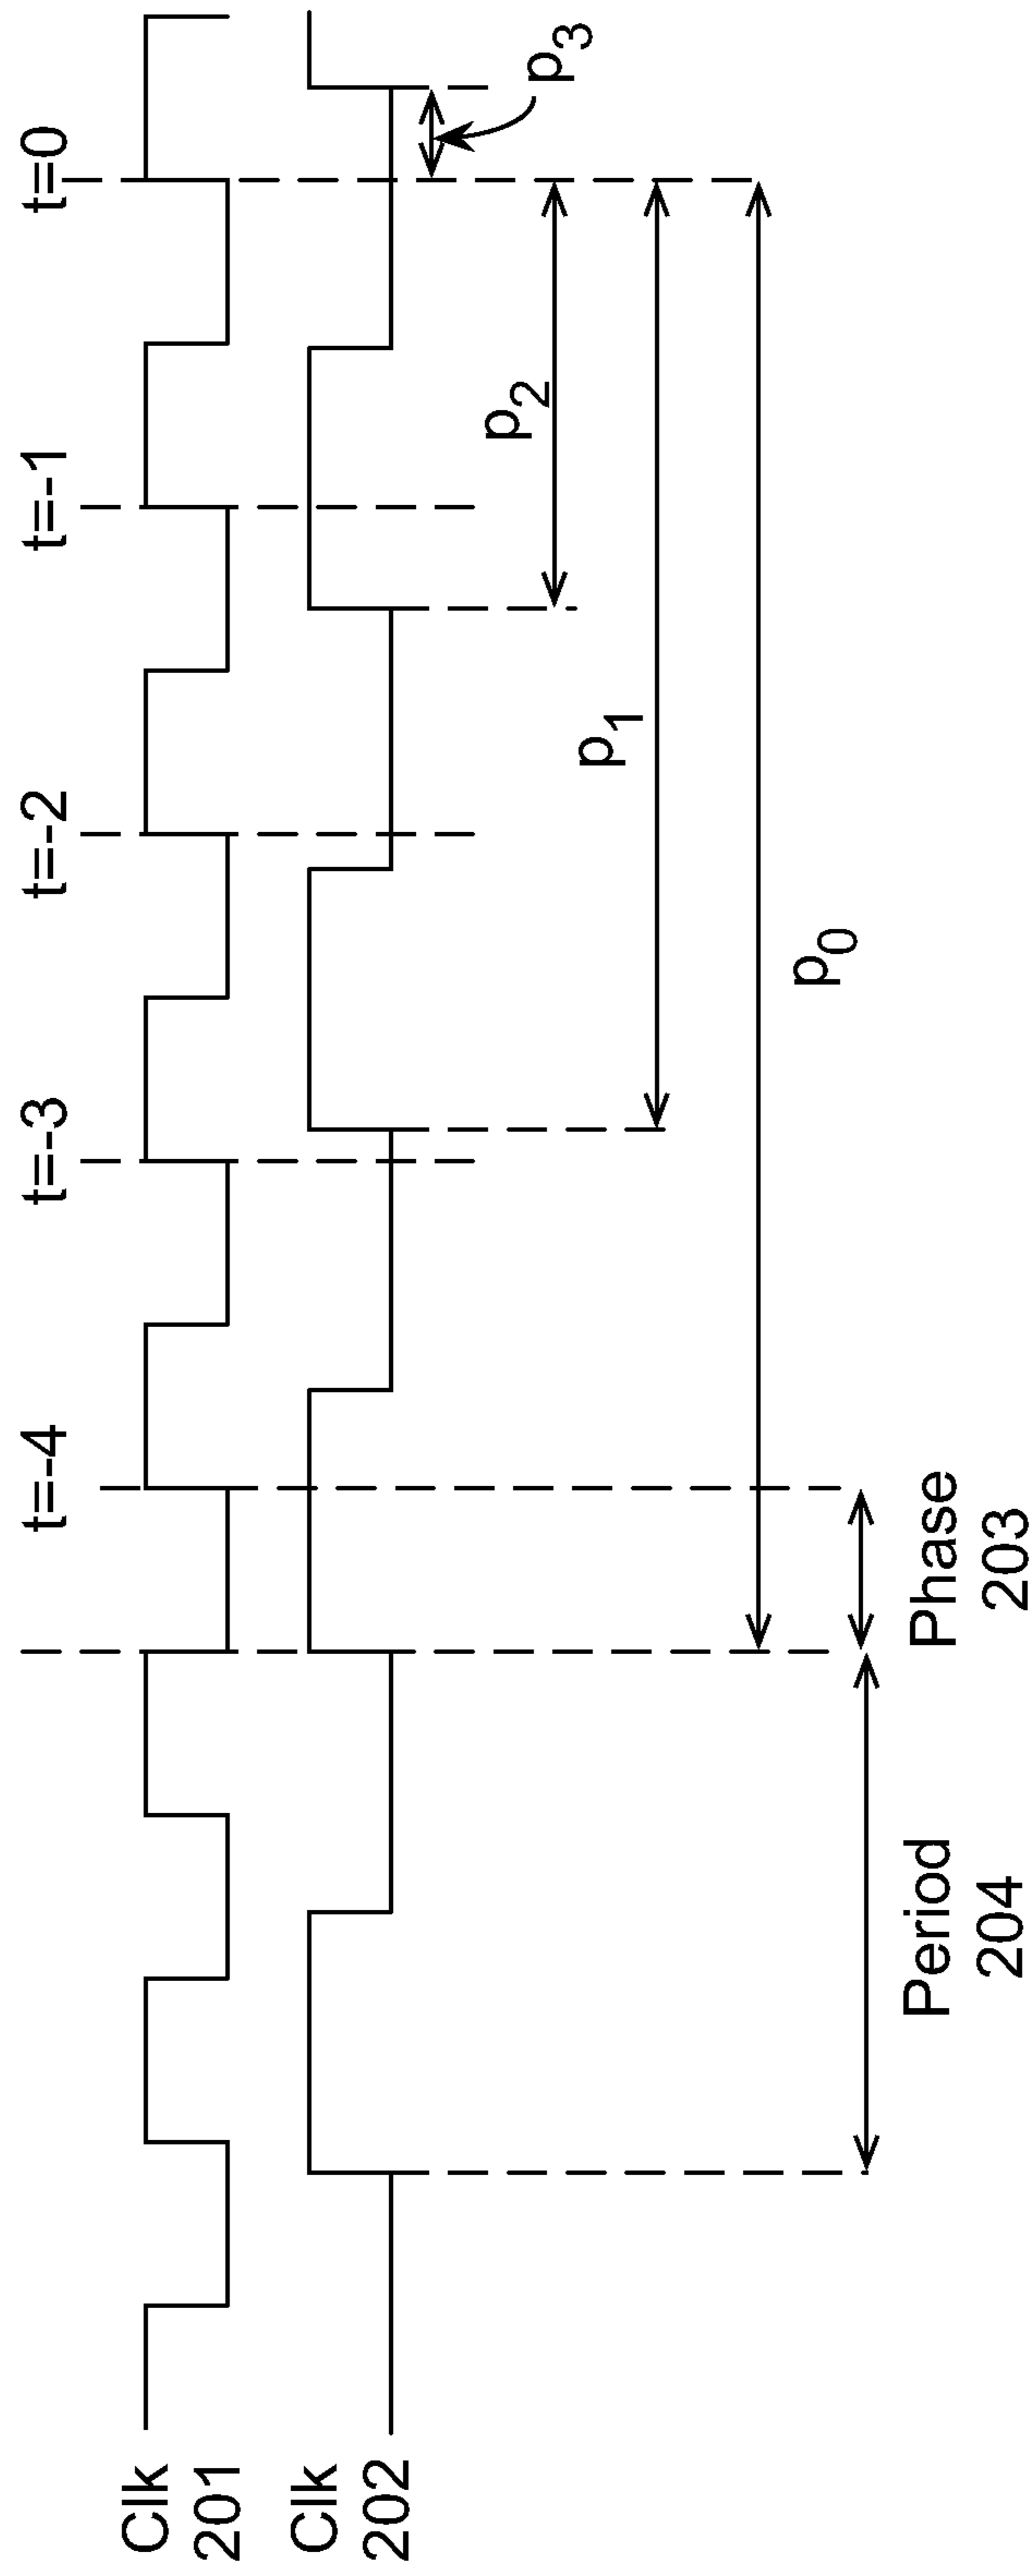 t=-4
t=-3
t=-2
t=-1
t=0
Clk
201
Clk
202
p3
p2
p1
p0
Phase
203
Period
204